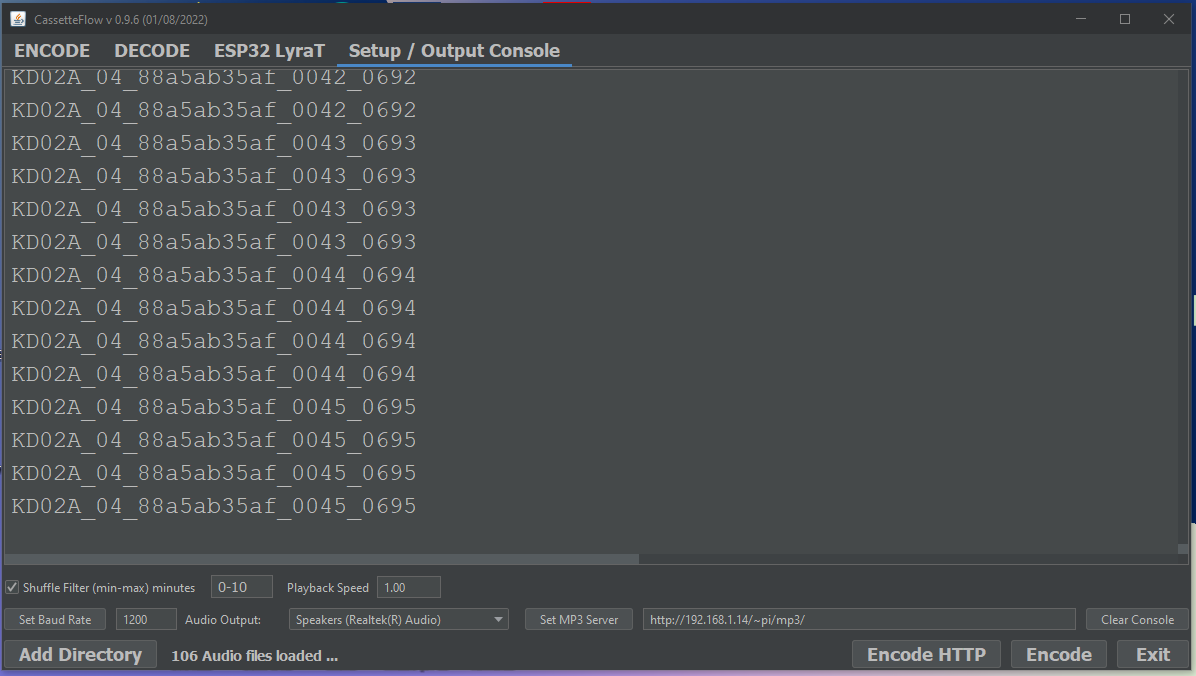 CassetteFlow v 0.9.6 (01/08/2022)
ENCODE DECODE ESP32 LyraT Setup / Output Console
KD02A_04_88a5ab35af_0042_0692
KD02A_04_88a5ab35af_0042_0692
KD02A_04_88a5ab35af_0043_0693
KD02A_04_88a5ab35af_0043_0693
KD02A_04_88a5ab35af_0043_0693
KD02A_04_88a5ab35af_0043_0693
KD02A_04_88a5ab35af_0044_0694
KD02A_04_88a5ab35af_0044_0694
KD02A_04_88a5ab35af_0044_0694
KD02A_04_88a5ab35af_0044_0694
KD02A_04_88a5ab35af_0045_0695
KD02A_04_88a5ab35af_0045_0695
KD02A_04_88a5ab35af_0045_0695
KD02A_04_88a5ab35af_0045_0695
Shuffle Filter (min-max) minutes 0-10 Playback Speed 1.00
Set Baud Rate 1200 Audio Output: Speakers (Realtek(R) Audio) Set MP3 Server http://192.168.1.14/~pi/mp3/ Clear Console
Add Directory 106 Audio files loaded ... Encode HTTP Encode Exit